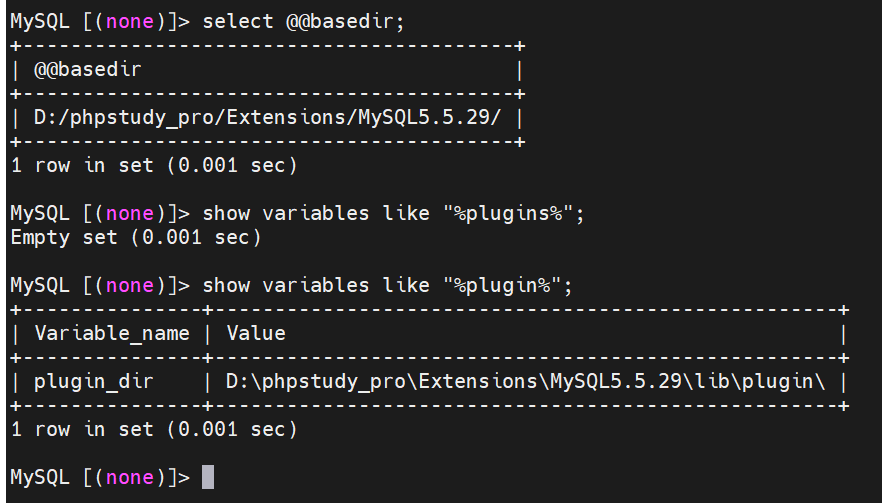 MySQL [(none)]> select @@basedir;
+-----------------------------------------+
| @@basedir                               |
+-----------------------------------------+
| D:/phpstudy_pro/Extensions/MySQL5.5.29/ |
+-----------------------------------------+
1 row in set (0.001 sec)
MySQL [(none)]> show variables like "%plugins%";
Empty set (0.001 sec)
MySQL [(none)]> show variables like "%plugin%";
+---------------+----------------------------------------------------+
| Variable_name | Value                                              |
+---------------+----------------------------------------------------+
| plugin_dir    | D:\phpstudy_pro\Extensions\MySQL5.5.29\lib\plugin\ |
+---------------+----------------------------------------------------+
1 row in set (0.001 sec)
MySQL [(none)]>